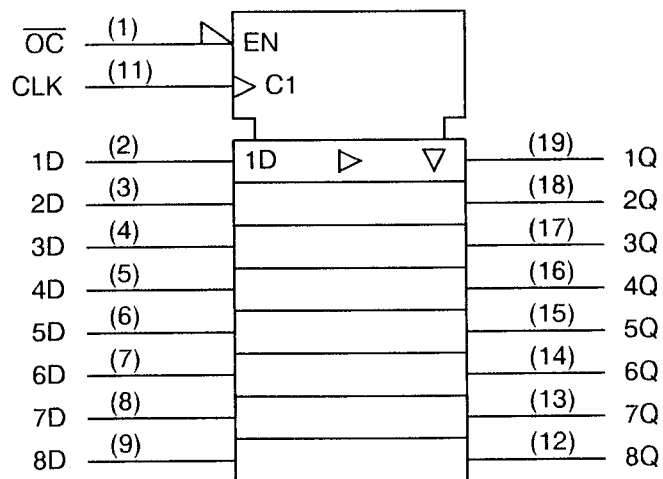 O̅C̅ (1) EN
CLK (11) C1
1D (2) 1D (19) 1Q
2D (3) (18) 2Q
3D (4) (17) 3Q
4D (5) (16) 4Q
5D (6) (15) 5Q
6D (7) (14) 6Q
7D (8) (13) 7Q
8D (9) (12) 8Q